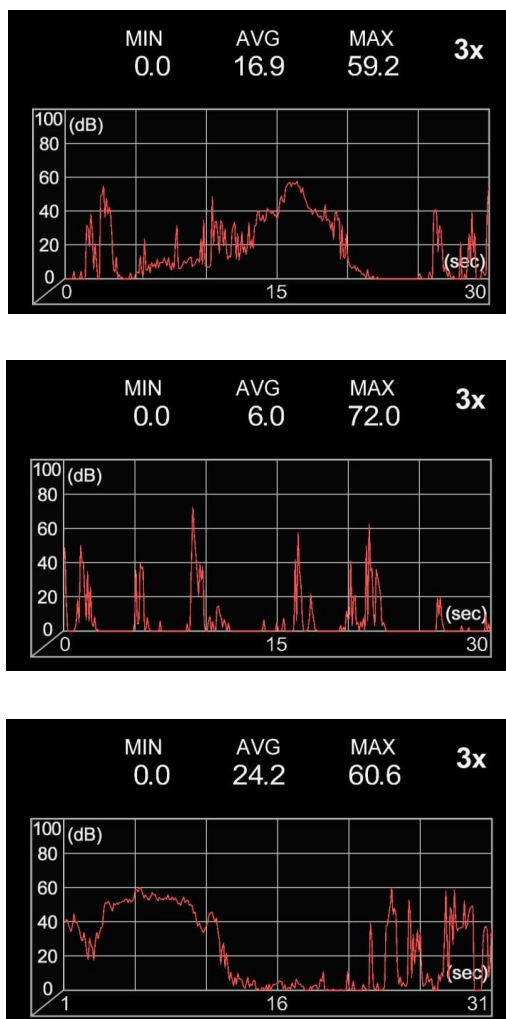 MIN AVG MAX 3x
0.0 16.9 59.2
100 (dB)
80
60
40
20
0 (sec)
0 15 30
MIN AVG MAX 3x
0.0 6.0 72.0
100 (dB)
80
60
40
20
0 (sec)
0 15 30
MIN AVG MAX 3x
0.0 24.2 60.6
100 (dB)
80
60
40
20
0 (sec)
1 16 31